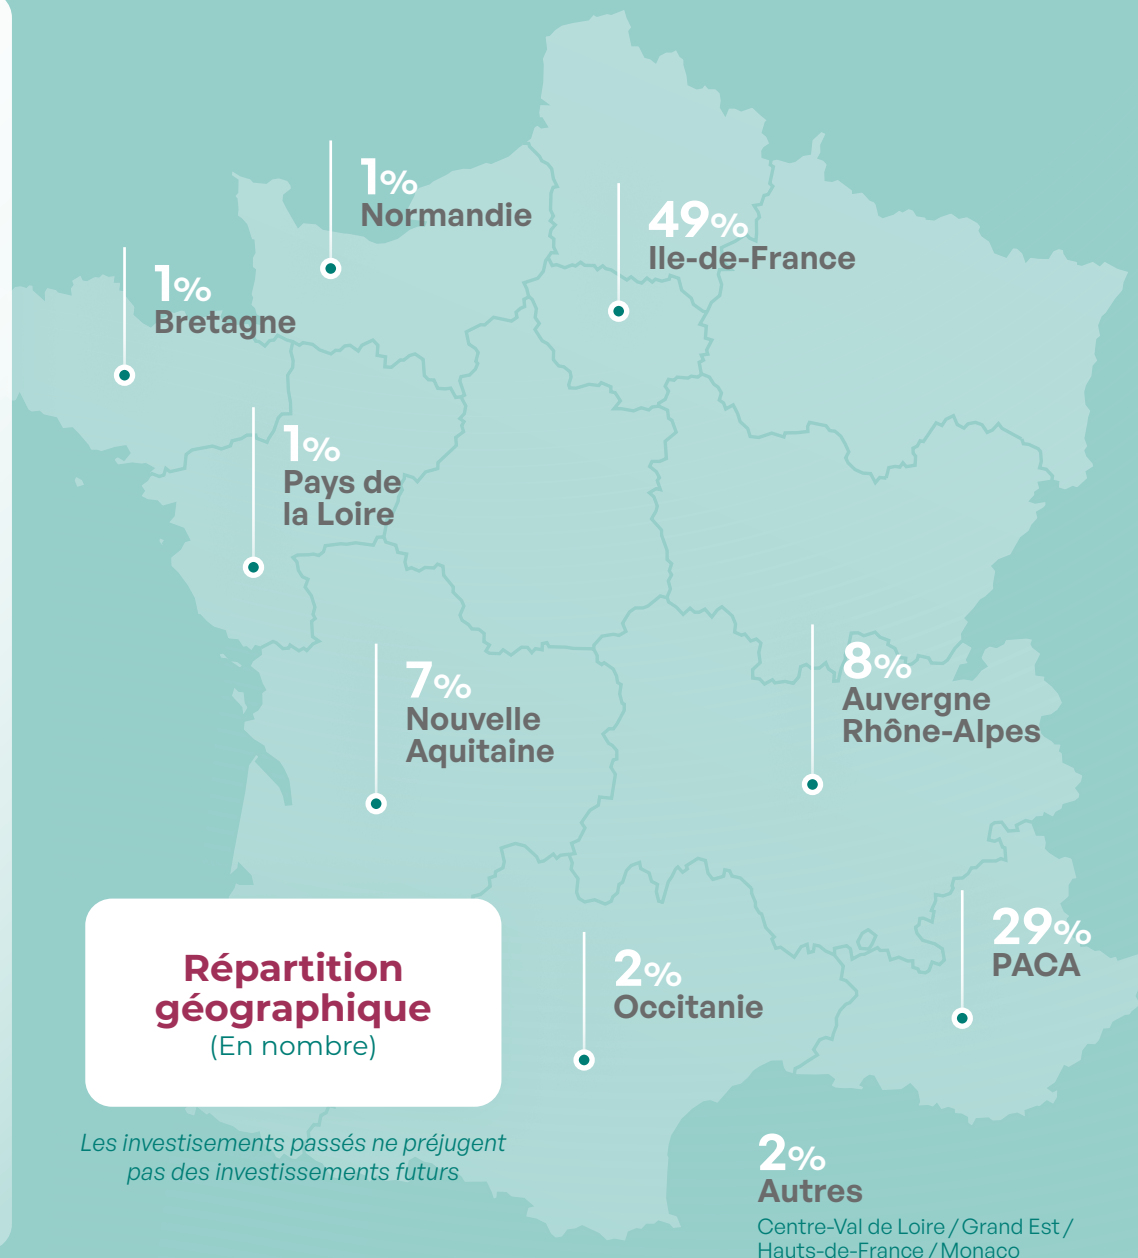 1%
Normandie
49%
Ile-de-France
1%
Bretagne
1%
Pays de
la Loire
7%
Nouvelle
Aquitaine
8%
Auvergne
Rhône-Alpes
29%
PACA
2%
Occitanie
Répartition
géographique
(En nombre)
Les investisements passés ne préjugent
pas des investissements futurs
2%
Autres
Centre-Val de Loire / Grand Est /
Hauts-de-France / Monaco